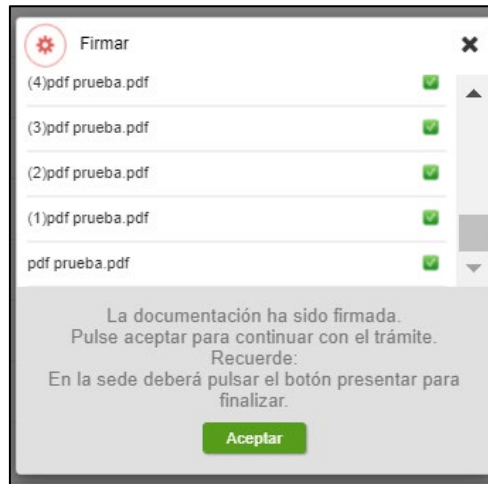 Firmar
(4)pdf prueba.pdf
(3)pdf prueba.pdf
(2)pdf prueba.pdf
(1)pdf prueba.pdf
pdf prueba.pdf
La documentación ha sido firmada.
Pulse aceptar para continuar con el trámite.
Recuerde:
En la sede deberá pulsar el botón presentar para
finalizar.
Aceptar